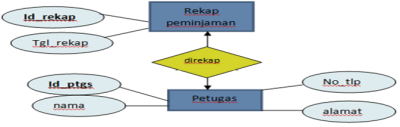 Rekap
peminjaman
Id_rekap
Tgl_rekap
direkap
Id_ptgs
nama
Petugas
No_tlp
alamat